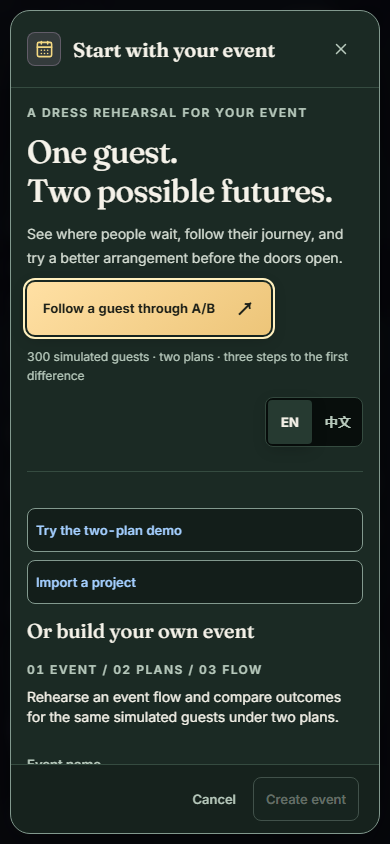 Start with your event
A DRESS REHEARSAL FOR YOUR EVENT
One guest.
Two possible futures.
See where people wait, follow their journey, and
try a better arrangement before the doors open.
Follow a guest through A/B
300 simulated guests · two plans · three steps to the first
difference
EN 中文
Try the two-plan demo
Import a project
Or build your own event
01 EVENT / 02 PLANS / 03 FLOW
Rehearse an event flow and compare outcomes
for the same simulated guests under two plans.
Event name
Cancel Create event